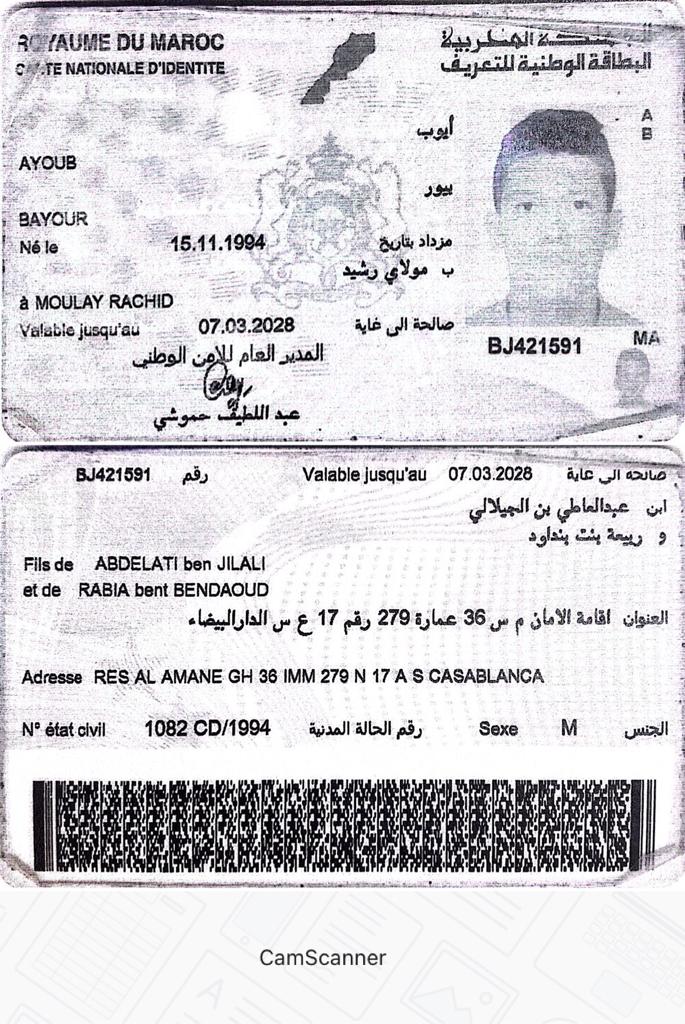 ROYAUME DU MAROC
المملكة المغربية
CARTE NATIONALE D'IDENTITE
البطاقة الوطنية للتعريف
A
B
أيوب
AYOUB
بيور
BAYOUR
Né le 15.11.1994 مزداد بتاريخ
ب مولاي رشيد
à MOULAY RACHID
Valable jusqu'au 07.03.2028 صالحة الى غاية
BJ421591
MA
المدير العام للامن الوطني
عبد اللطيف حموشي
BJ421591 رقم Valable jusqu'au 07.03.2028 صالحة الى غاية
ابن عبدالعاطي بن الجيلالي
و ربيعة بنت بنداود
Fils de ABDELATI ben JILALI
et de RABIA bent BENDAOUD
العنوان اقامة الامان م س 36 عمارة 279 رقم 17 ع س الدارالبيضاء
Adresse RES AL AMANE GH 36 IMM 279 N 17 A S CASABLANCA
N° état civil 1082 CD/1994 رقم الحالة المدنية Sexe M الجنس
CamScanner